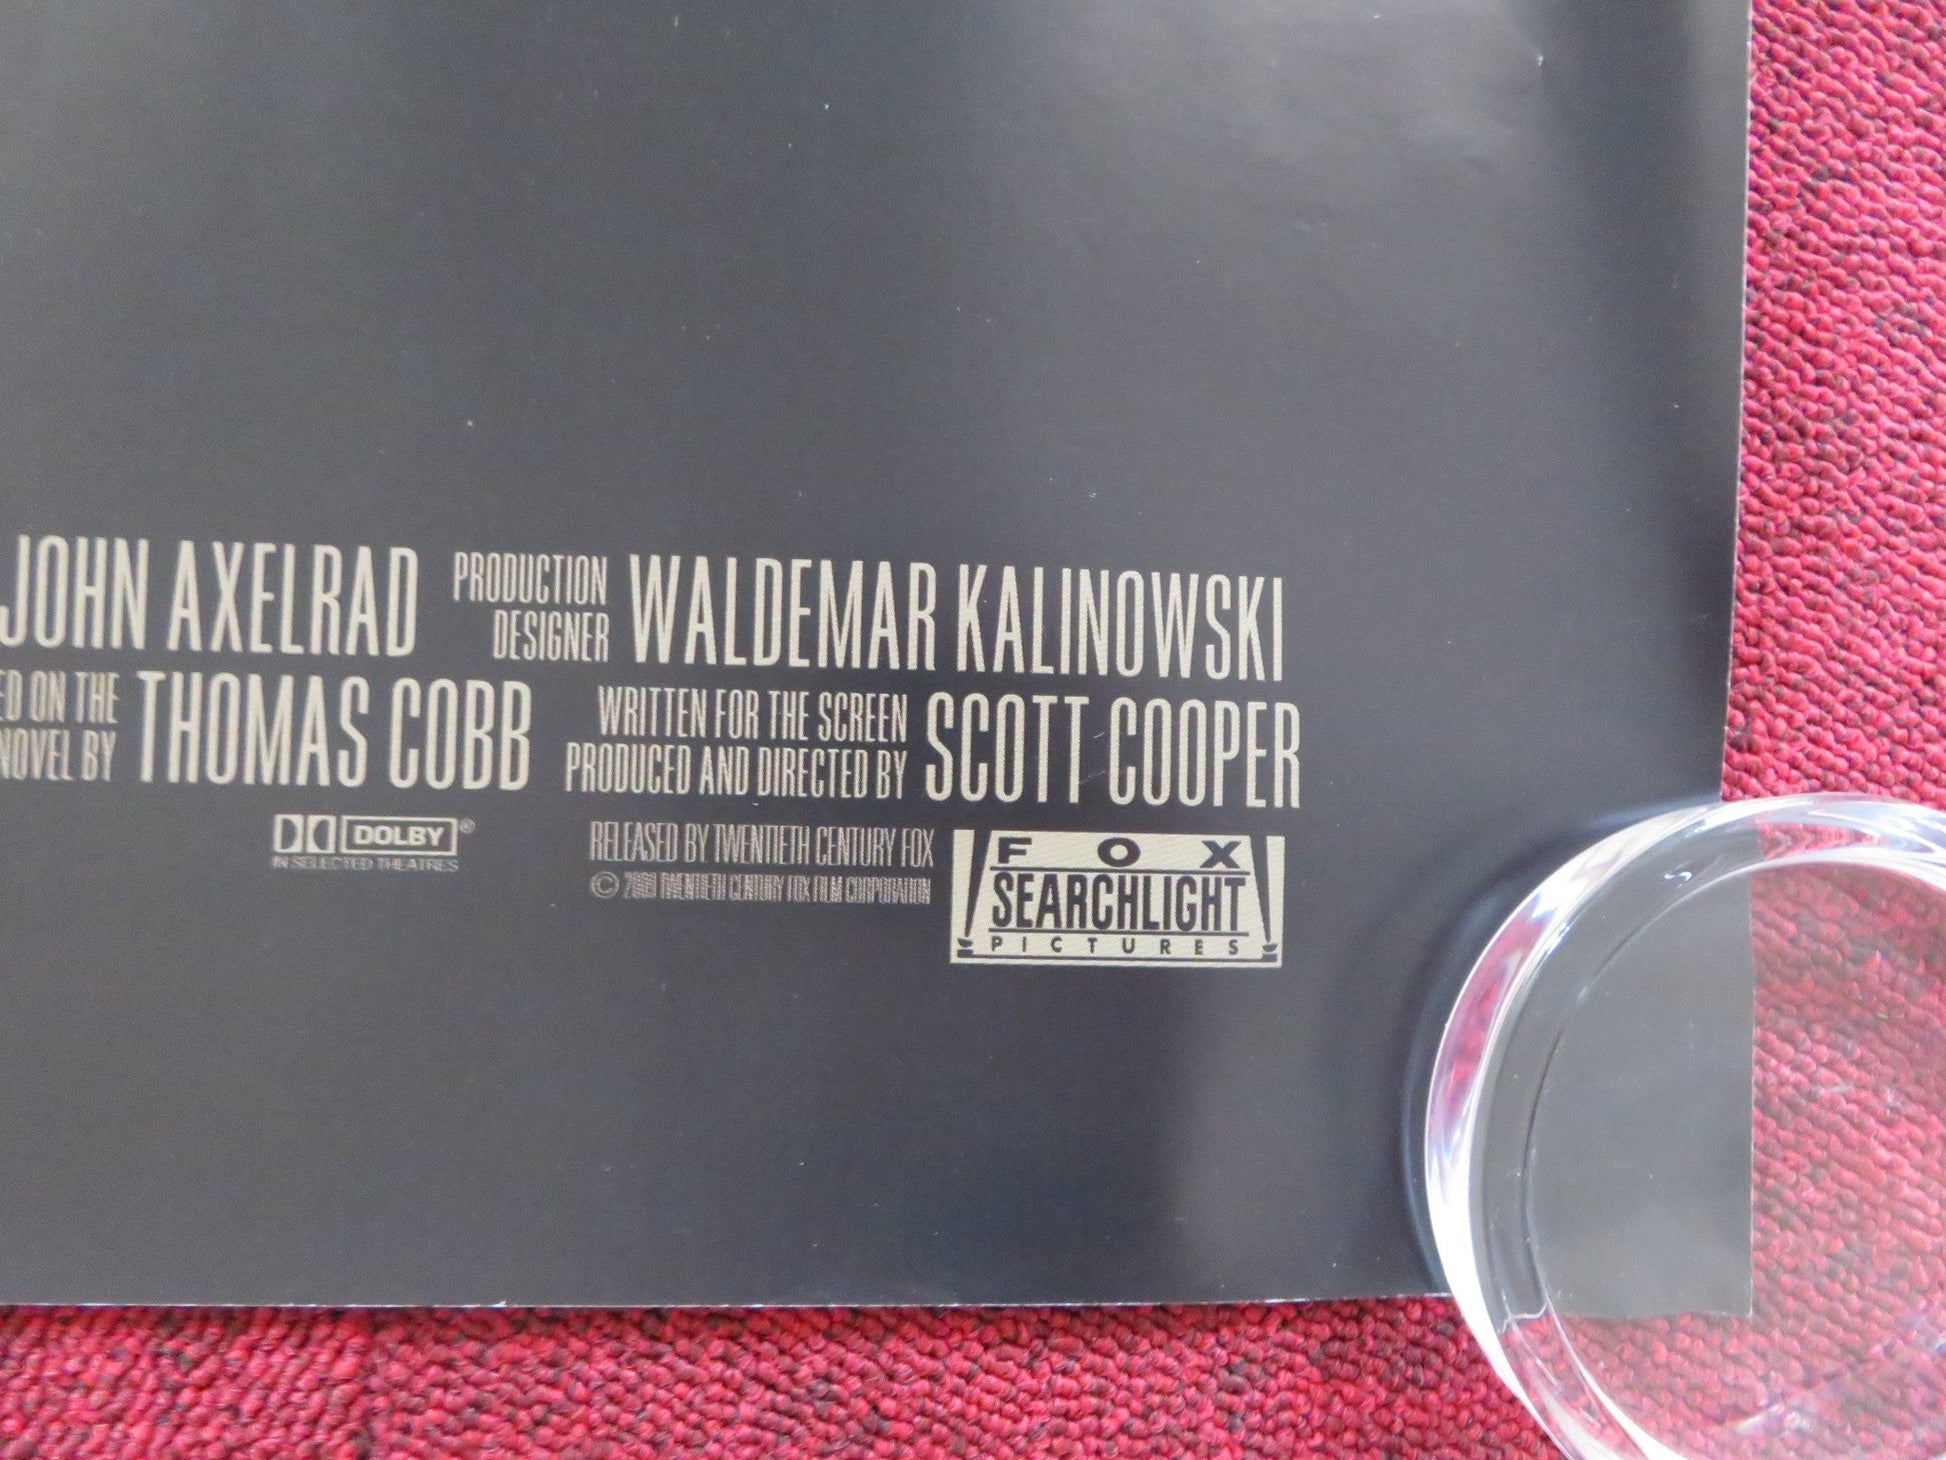 JOHN AXELRAD PRODUCTION DESIGNER WALDEMAR KALINOWSKI
ED ON THE NOVEL BY THOMAS COBB WRITTEN FOR THE SCREEN PRODUCED AND DIRECTED BY SCOTT COOPER
DOLBY®
IN SELECTED THEATRES
RELEASED BY TWENTIETH CENTURY FOX
© TWENTIETH CENTURY FOX FILM CORPORATION
FOX
SEARCHLIGHT
PICTURES